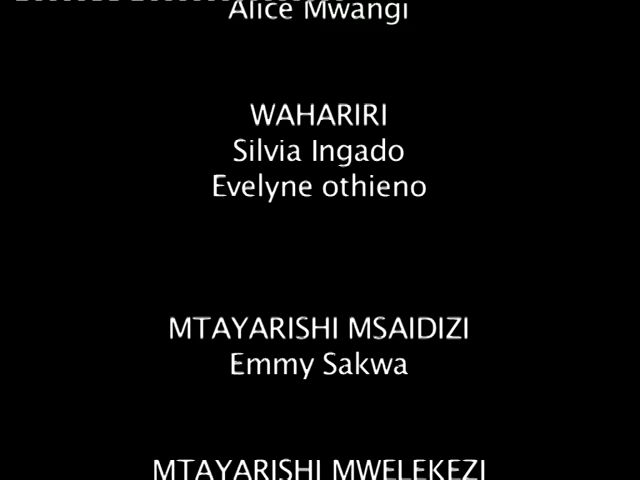 Alice Mwangi
WAHARIRI
Silvia Ingado
Evelyne othieno
MTAYARISHI MSAIDIZI
Emmy Sakwa
MTAYARISHI MWELEKEZI